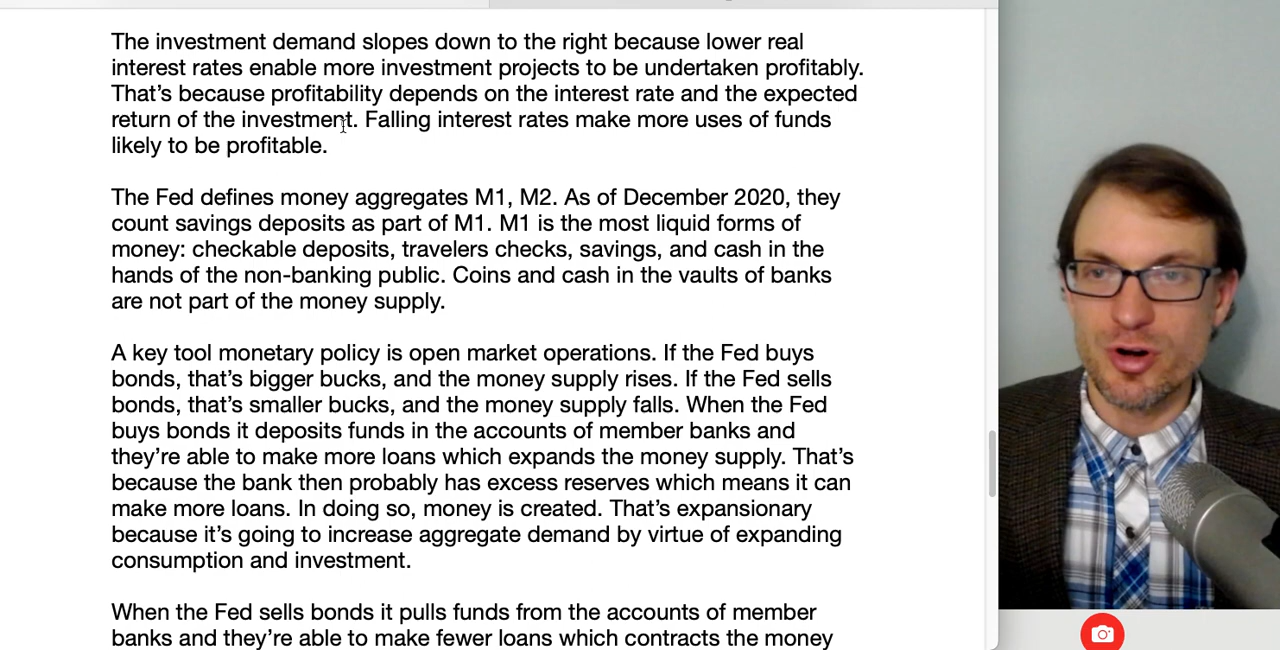 The investment demand slopes down to the right because lower real
interest rates enable more investment projects to be undertaken profitably.
That’s because profitability depends on the interest rate and the expected
return of the investment. Falling interest rates make more uses of funds
likely to be profitable.
The Fed defines money aggregates M1, M2. As of December 2020, they
count savings deposits as part of M1. M1 is the most liquid forms of
money: checkable deposits, travelers checks, savings, and cash in the
hands of the non-banking public. Coins and cash in the vaults of banks
are not part of the money supply.
A key tool monetary policy is open market operations. If the Fed buys
bonds, that’s bigger bucks, and the money supply rises. If the Fed sells
bonds, that’s smaller bucks, and the money supply falls. When the Fed
buys bonds it deposits funds in the accounts of member banks and
they’re able to make more loans which expands the money supply. That’s
because the bank then probably has excess reserves which means it can
make more loans. In doing so, money is created. That’s expansionary
because it’s going to increase aggregate demand by virtue of expanding
consumption and investment.
When the Fed sells bonds it pulls funds from the accounts of member
banks and they’re able to make fewer loans which contracts the money